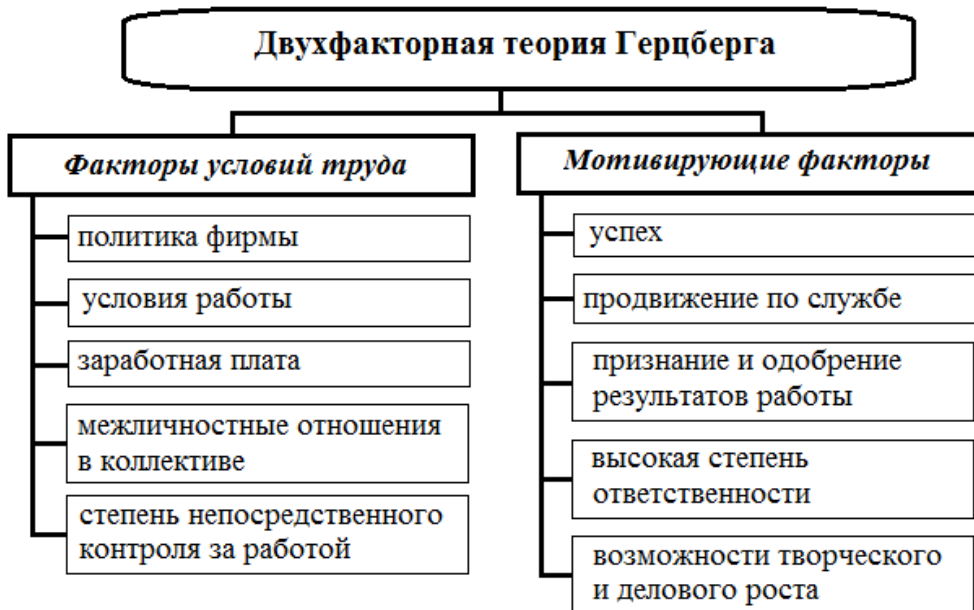 Двухфакторная теория Герцберга
Факторы условий труда
политика фирмы
условия работы
заработная плата
межличностные отношения
в коллективе
степень непосредственного
контроля за работой
Мотивирующие факторы
успех
продвижение по службе
признание и одобрение
результатов работы
высокая степень
ответственности
возможности творческого
и делового роста